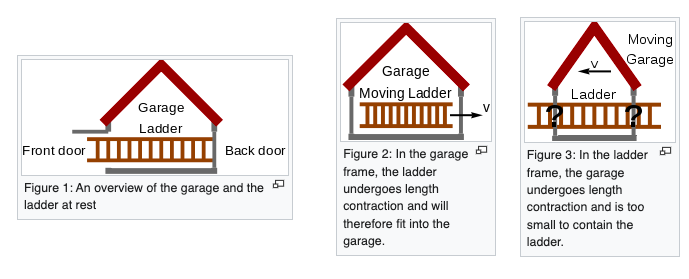 Garage
Ladder
Front door
Back door
Figure 1: An overview of the garage and the
ladder at rest
Garage
Moving Ladder
v
Figure 2: In the garage
frame, the ladder
undergoes length
contraction and will
therefore fit into the
garage.
Moving
Garage
v
Ladder
? ?
Figure 3: In the ladder
frame, the garage
undergoes length
contraction and is too
small to contain the
ladder.